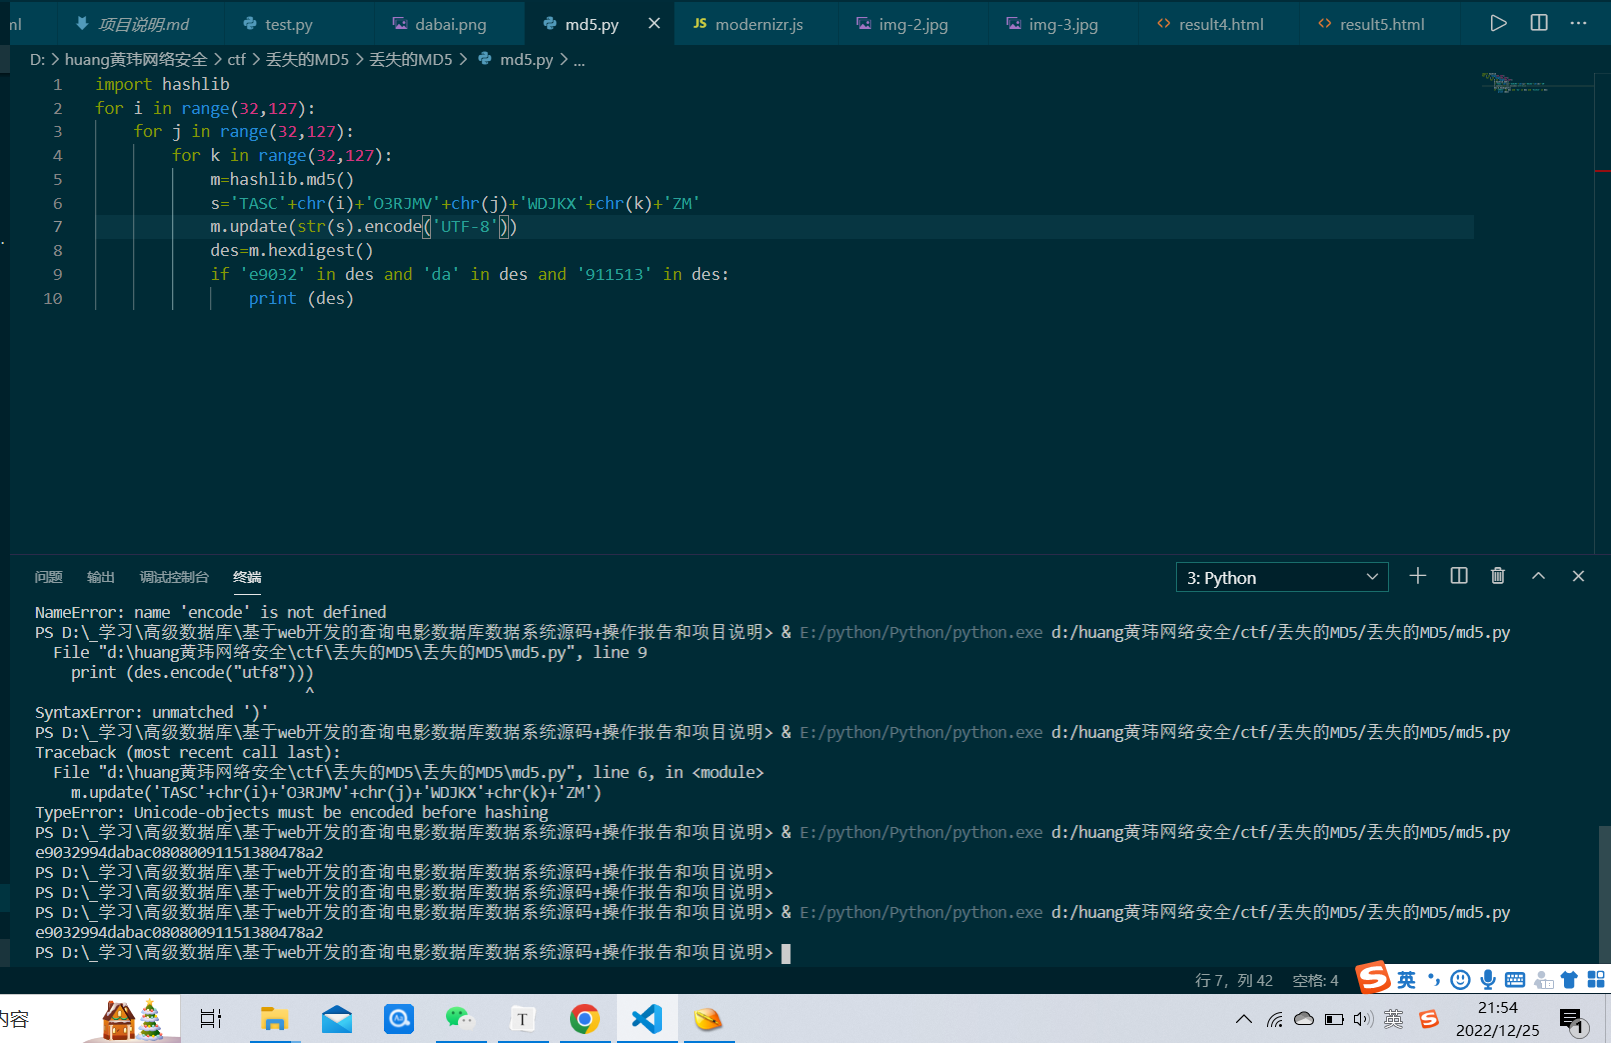 ml 项目说明.md test.py dabai.png md5.py JS modernizr.js img-2.jpg img-3.jpg result4.html result5.html
D: > huang黄玮网络安全 > ctf > 丢失的MD5 > 丢失的MD5 > md5.py > ...
1 import hashlib
2 for i in range(32,127):
3 for j in range(32,127):
4 for k in range(32,127):
5 m=hashlib.md5()
6 s='TASC'+chr(i)+'O3RJMV'+chr(j)+'WDJKX'+chr(k)+'ZM'
7 m.update(str(s).encode('UTF-8'))
8 des=m.hexdigest()
9 if 'e9032' in des and 'da' in des and '911513' in des:
10 print (des)
问题 输出 调试控制台 终端 3: Python
NameError: name 'encode' is not defined
PS D:\_学习\高级数据库\基于web开发的查询电影数据库数据系统源码+操作报告和项目说明> & E:/python/Python/python.exe d:/huang黄玮网络安全/ctf/丢失的MD5/丢失的MD5/md5.py
File "d:\huang黄玮网络安全\ctf\丢失的MD5\丢失的MD5\md5.py", line 9
print (des.encode("utf8")))
^
SyntaxError: unmatched ')'
PS D:\_学习\高级数据库\基于web开发的查询电影数据库数据系统源码+操作报告和项目说明> & E:/python/Python/python.exe d:/huang黄玮网络安全/ctf/丢失的MD5/丢失的MD5/md5.py
Traceback (most recent call last):
File "d:\huang黄玮网络安全\ctf\丢失的MD5\丢失的MD5\md5.py", line 6, in <module>
m.update('TASC'+chr(i)+'O3RJMV'+chr(j)+'WDJKX'+chr(k)+'ZM')
TypeError: Unicode-objects must be encoded before hashing
PS D:\_学习\高级数据库\基于web开发的查询电影数据库数据系统源码+操作报告和项目说明> & E:/python/Python/python.exe d:/huang黄玮网络安全/ctf/丢失的MD5/丢失的MD5/md5.py
e9032994dabac08080091151380478a2
PS D:\_学习\高级数据库\基于web开发的查询电影数据库数据系统源码+操作报告和项目说明>
PS D:\_学习\高级数据库\基于web开发的查询电影数据库数据系统源码+操作报告和项目说明>
PS D:\_学习\高级数据库\基于web开发的查询电影数据库数据系统源码+操作报告和项目说明> & E:/python/Python/python.exe d:/huang黄玮网络安全/ctf/丢失的MD5/丢失的MD5/md5.py
e9032994dabac08080091151380478a2
PS D:\_学习\高级数据库\基于web开发的查询电影数据库数据系统源码+操作报告和项目说明>
行 7，列 42 空格: 4 英
内容 T 英 21:54
2022/12/25 1